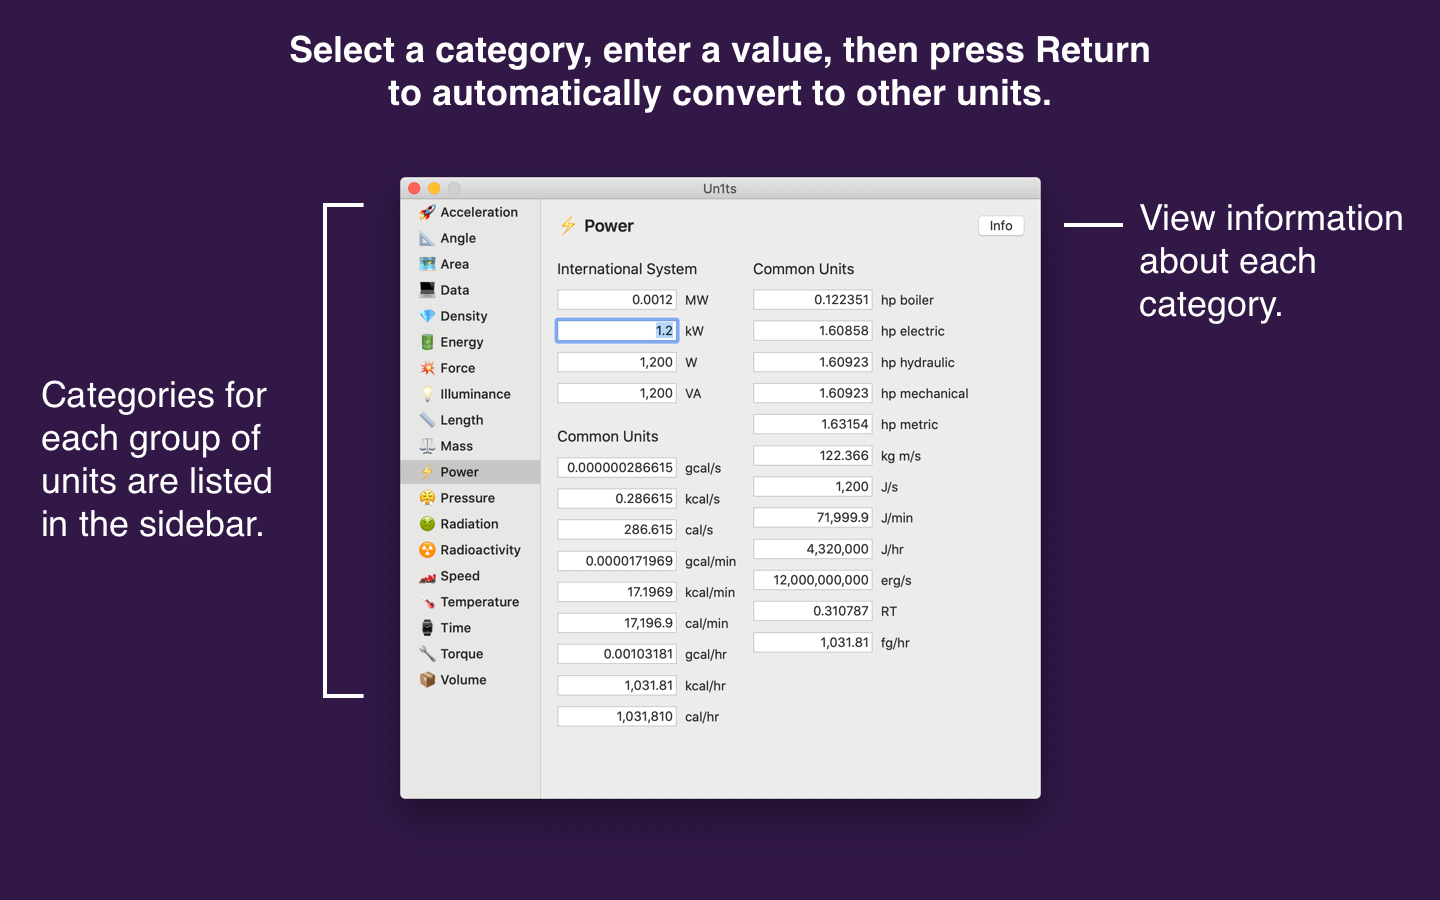 Select a category, enter a value, then press Return
to automatically convert to other units.
Un1ts
Categories for
each group of
units are listed
in the sidebar.
Acceleration
Angle
Area
Data
Density
Energy
Force
Illuminance
Length
Mass
Power
Pressure
Radiation
Radioactivity
Speed
Temperature
Time
Torque
Volume
Power
Info
International System
0.0012 MW
1.2 kW
1,200 W
1,200 VA
Common Units
0.000000286615 gcal/s
0.286615 kcal/s
286.615 cal/s
0.0000171969 gcal/min
17.1969 kcal/min
17,196.9 cal/min
0.00103181 gcal/hr
1,031.81 kcal/hr
1,031,810 cal/hr
Common Units
0.122351 hp boiler
1.60858 hp electric
1.60923 hp hydraulic
1.60923 hp mechanical
1.63154 hp metric
122.366 kg m/s
1,200 J/s
71,999.9 J/min
4,320,000 J/hr
12,000,000,000 erg/s
0.310787 RT
1,031.81 fg/hr
View information
about each
category.